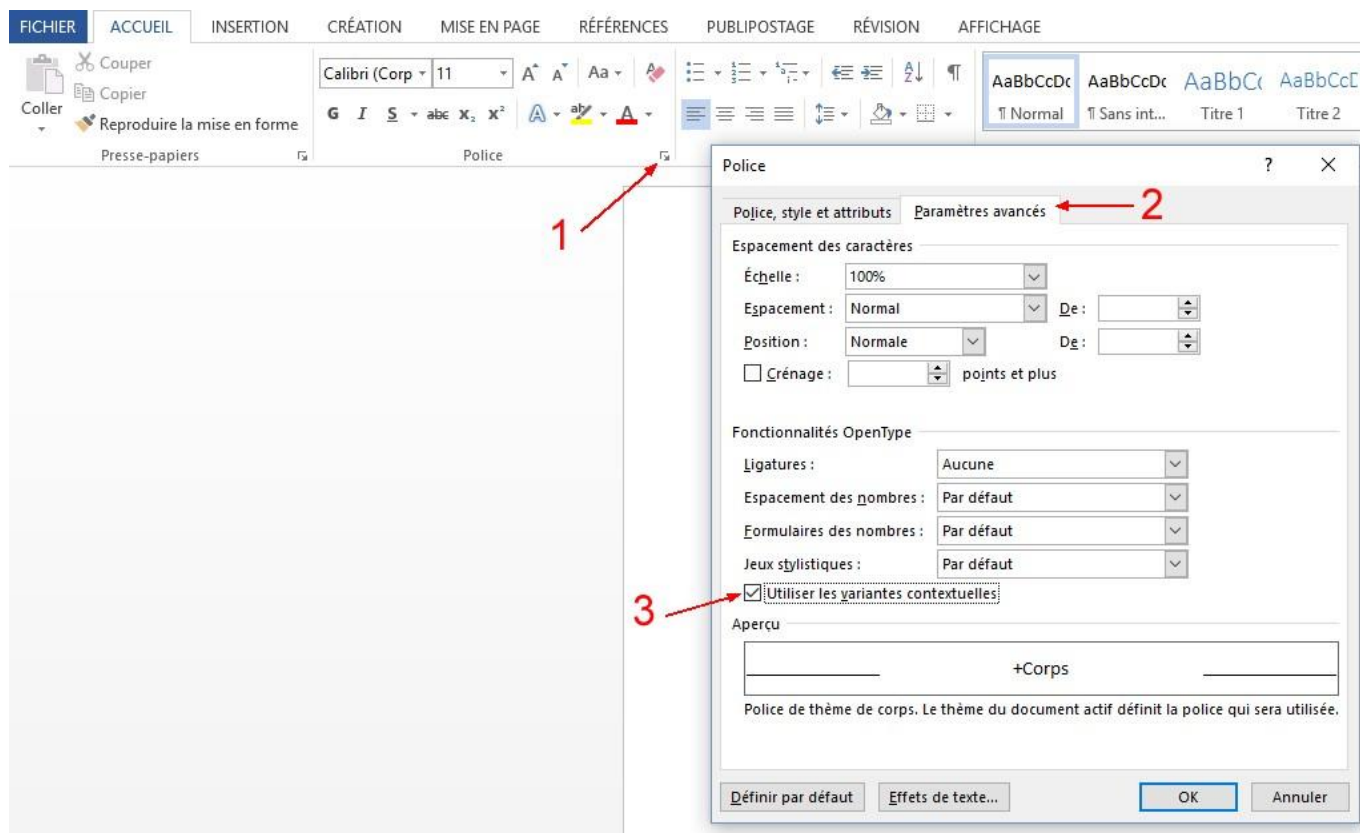 FICHIER ACCUEIL INSERTION CRÉATION MISE EN PAGE RÉFÉRENCES PUBLIPOSTAGE RÉVISION AFFICHAGE
Coller
Couper
Copier
Reproduire la mise en forme
Presse-papiers
Calibri (Corp 11 A A Aa
G I S abc X₂ X² A ab A
Police
AaBbCcDc AaBbCcDc AaBbC AaBbCcE
¶ Normal ¶ Sans int... Titre 1 Titre 2
1
Police ?
Police, style et attributs Paramètres avancés 2
Espacement des caractères
Échelle : 100%
Espacement : Normal De :
Position : Normale De :
Crénage : points et plus
Fonctionnalités OpenType
Ligatures : Aucune
Espacement des nombres : Par défaut
Formulaires des nombres : Par défaut
Jeux stylistiques : Par défaut
3 Utiliser les variantes contextuelles
Aperçu
+Corps
Police de thème de corps. Le thème du document actif définit la police qui sera utilisée.
Définir par défaut Effets de texte... OK Annuler